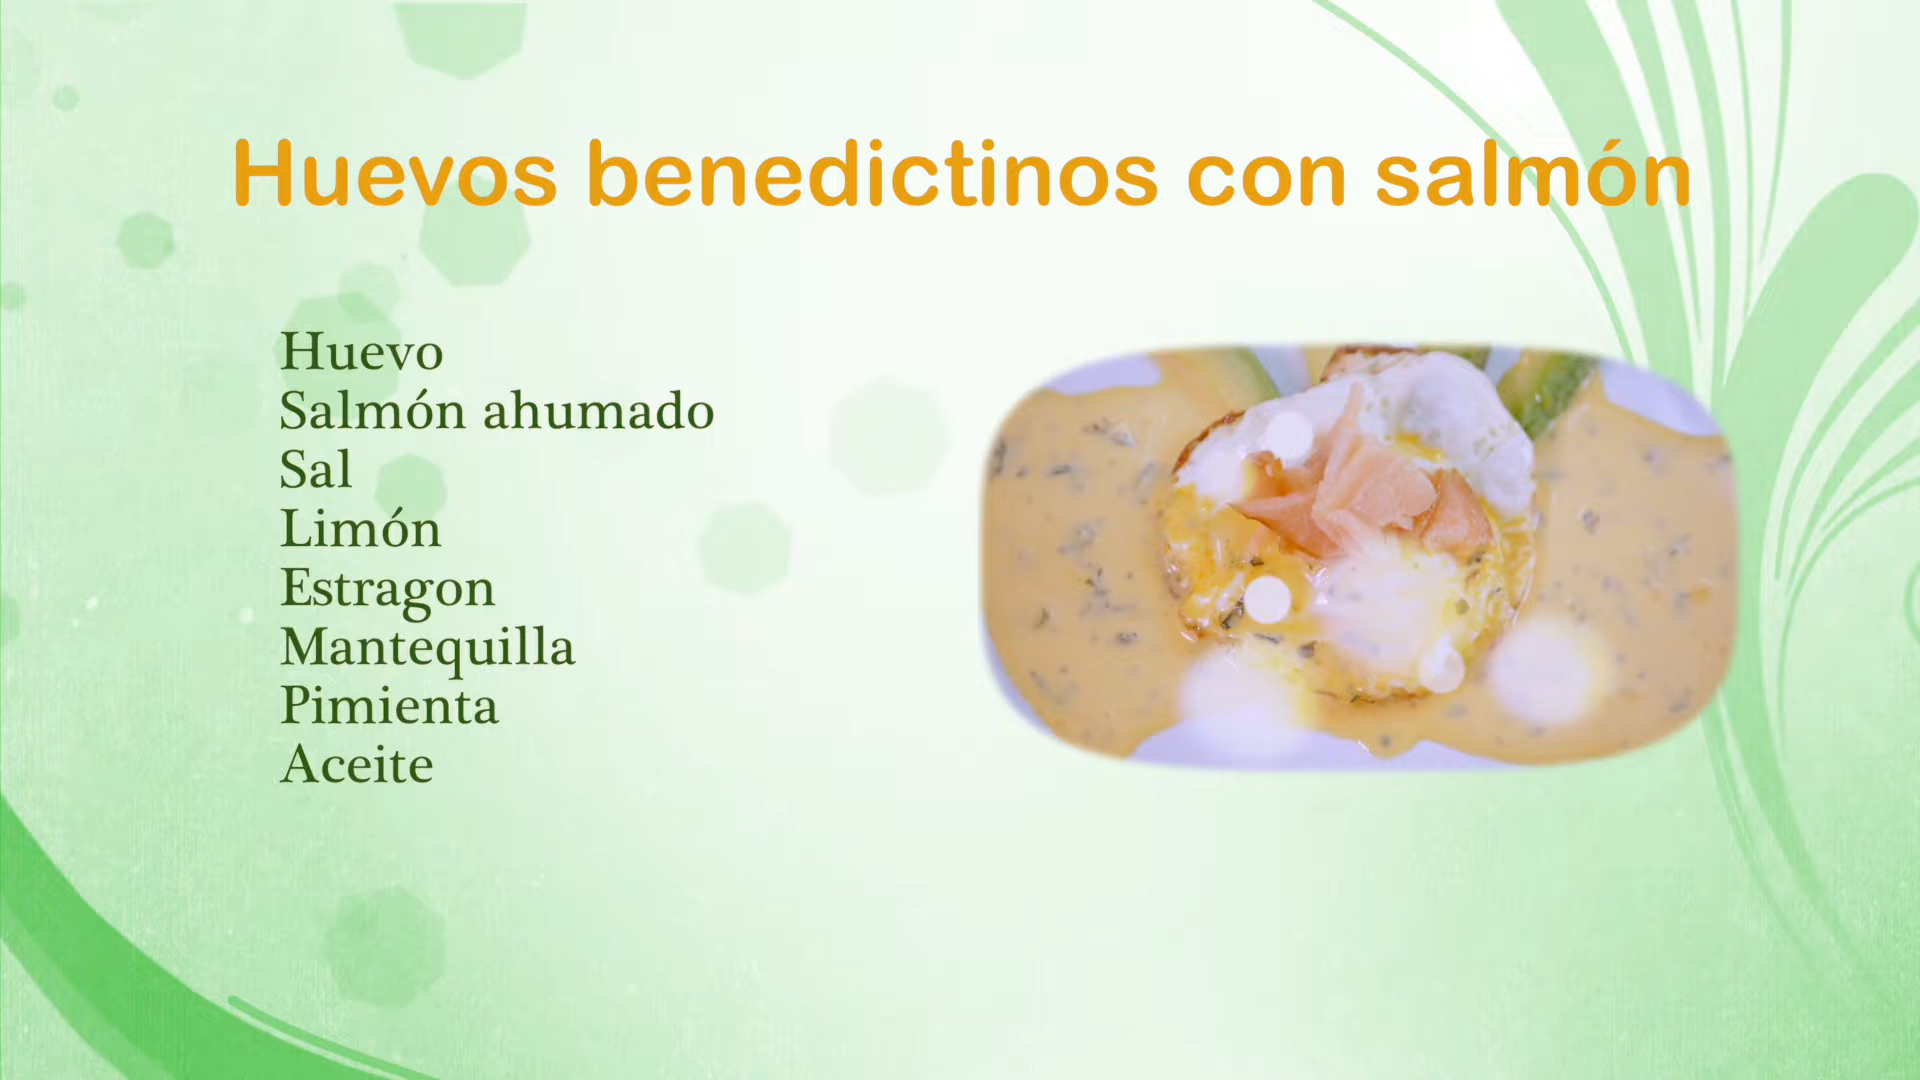 Huevos benedictinos con salmón
Huevo
Salmón ahumado
Sal
Limón
Estragon
Mantequilla
Pimienta
Aceite